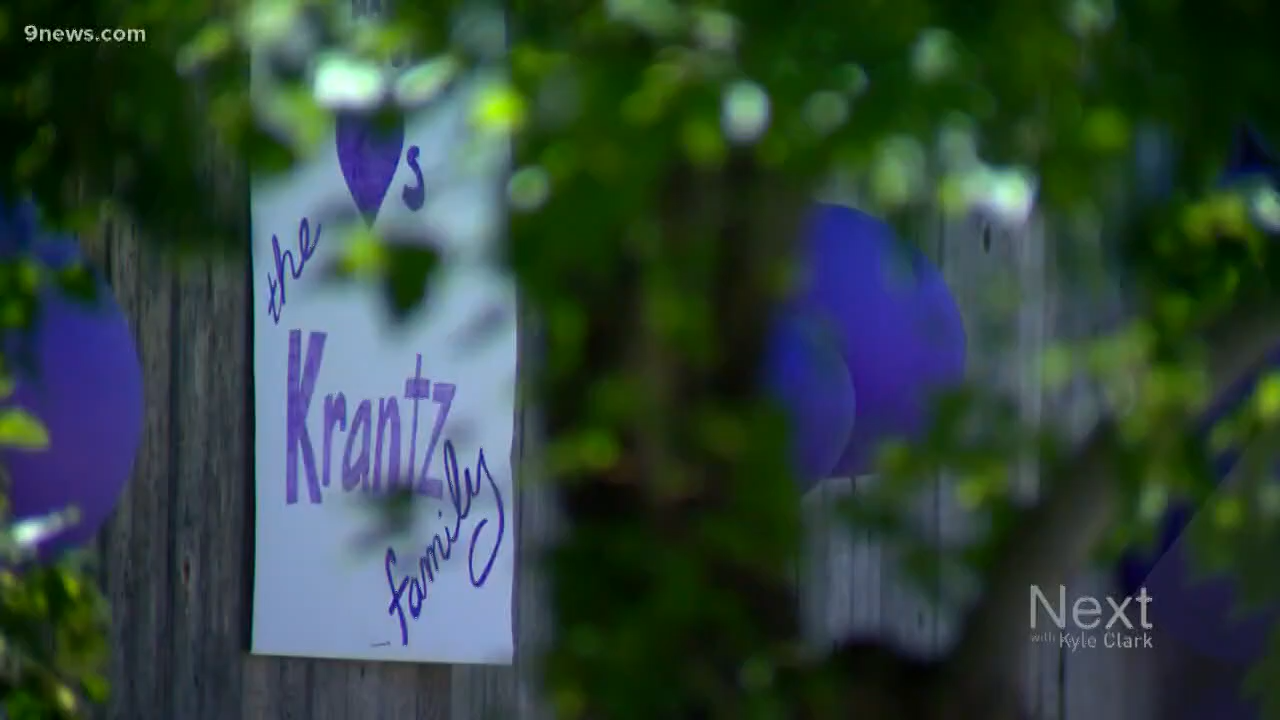 9news.com
s
the
Krantz
family
Next
with Kyle Clark